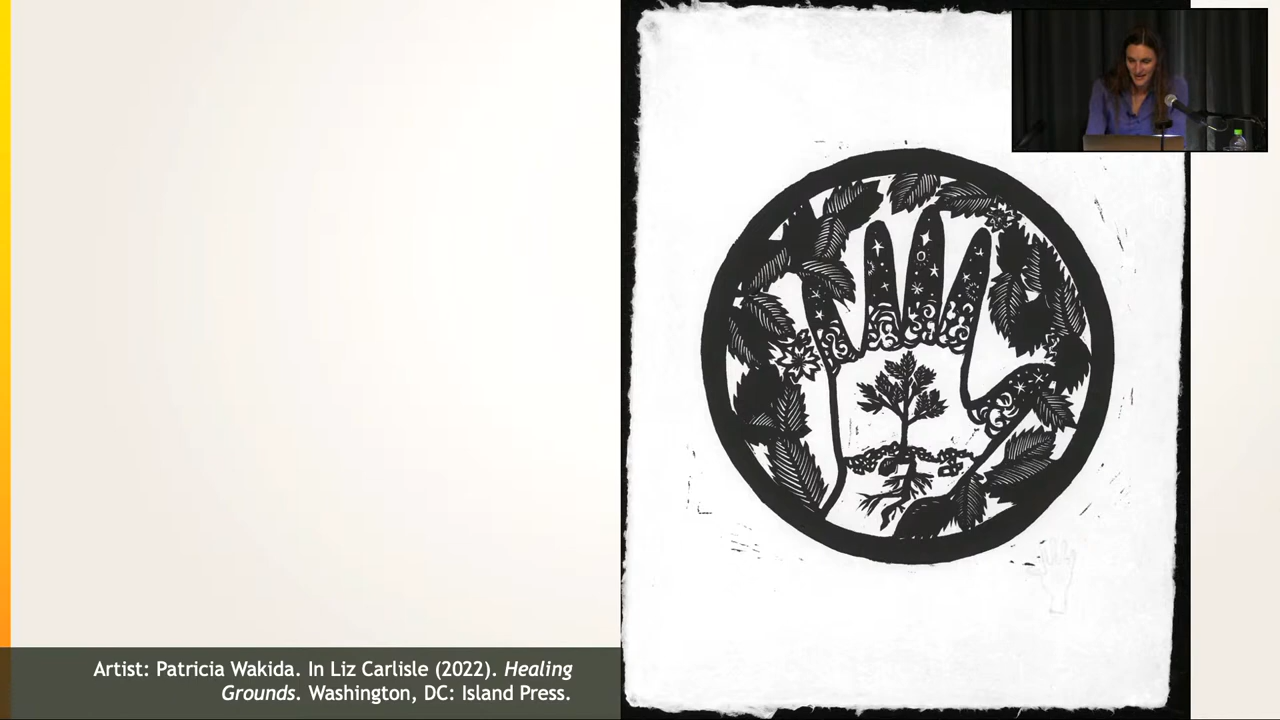 Artist: Patricia Wakida. In Liz Carlisle (2022). Healing
Grounds. Washington, DC: Island Press.